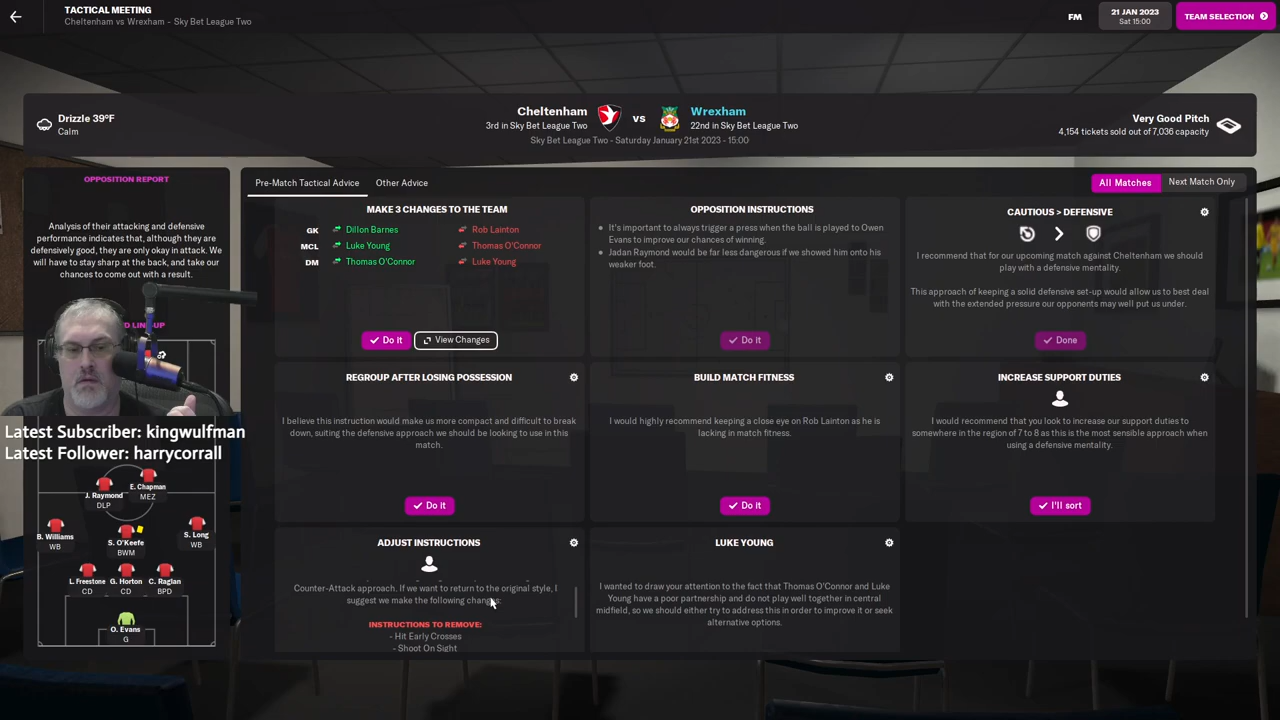 TACTICAL MEETING
Cheltenham vs Wrexham - Sky Bet League Two
FM
21 JAN 2023
Sat 15:00
TEAM SELECTION
Drizzle 39°F
Calm
Cheltenham
3rd in Sky Bet League Two
vs
Wrexham
22nd in Sky Bet League Two
Sky Bet League Two - Saturday January 21st 2023 - 15:00
Very Good Pitch
4,154 tickets sold out of 7,036 capacity
OPPOSITION REPORT
Analysis of their attacking and defensive
performance indicates that, although they are
defensively good, they are only okay in attack. We
will have to stay sharp at the back, and take our
chances to come out with a result.
D LINEUP
J. Raymond
DLP
E. Chapman
MEZ
B. Williams
WB
S. O'Keefe
BWM
S. Long
WB
L. Freestone
CD
G. Horton
CD
C. Raglan
BPD
O. Evans
G
Latest Subscriber: kingwulfman
Latest Follower: harrycorrall
Pre-Match Tactical Advice
Other Advice
All Matches
Next Match Only
MAKE 3 CHANGES TO THE TEAM
GK Dillon Barnes Rob Lainton
MCL Luke Young Thomas O'Connor
DM Thomas O'Connor Luke Young
Do it
View Changes
OPPOSITION INSTRUCTIONS
It's important to always trigger a press when the ball is played to Owen
Evans to improve our chances of winning.
Jadan Raymond would be far less dangerous if we showed him onto his
weaker foot.
Do it
CAUTIOUS > DEFENSIVE
I recommend that for our upcoming match against Cheltenham we should
play with a defensive mentality.
This approach of keeping a solid defensive set-up would allow us to best deal
with the extended pressure our opponents may well put us under.
Done
REGROUP AFTER LOSING POSSESSION
I believe this instruction would make us more compact and difficult to break
down, suiting the defensive approach we should be looking to use in this
match.
Do it
BUILD MATCH FITNESS
I would highly recommend keeping a close eye on Rob Lainton as he is
lacking in match fitness.
Do it
INCREASE SUPPORT DUTIES
I would recommend that you look to increase our support duties to
somewhere in the region of 7 to 8 as this is the most sensible approach when
using a defensive mentality.
I'll sort
ADJUST INSTRUCTIONS
Counter-Attack approach. If we want to return to the original style, I
suggest we make the following changes:
INSTRUCTIONS TO REMOVE:
- Hit Early Crosses
- Shoot On Sight
LUKE YOUNG
I wanted to draw your attention to the fact that Thomas O'Connor and Luke
Young have a poor partnership and do not play well together in central
midfield, so we should either try to address this in order to improve it or seek
alternative options.